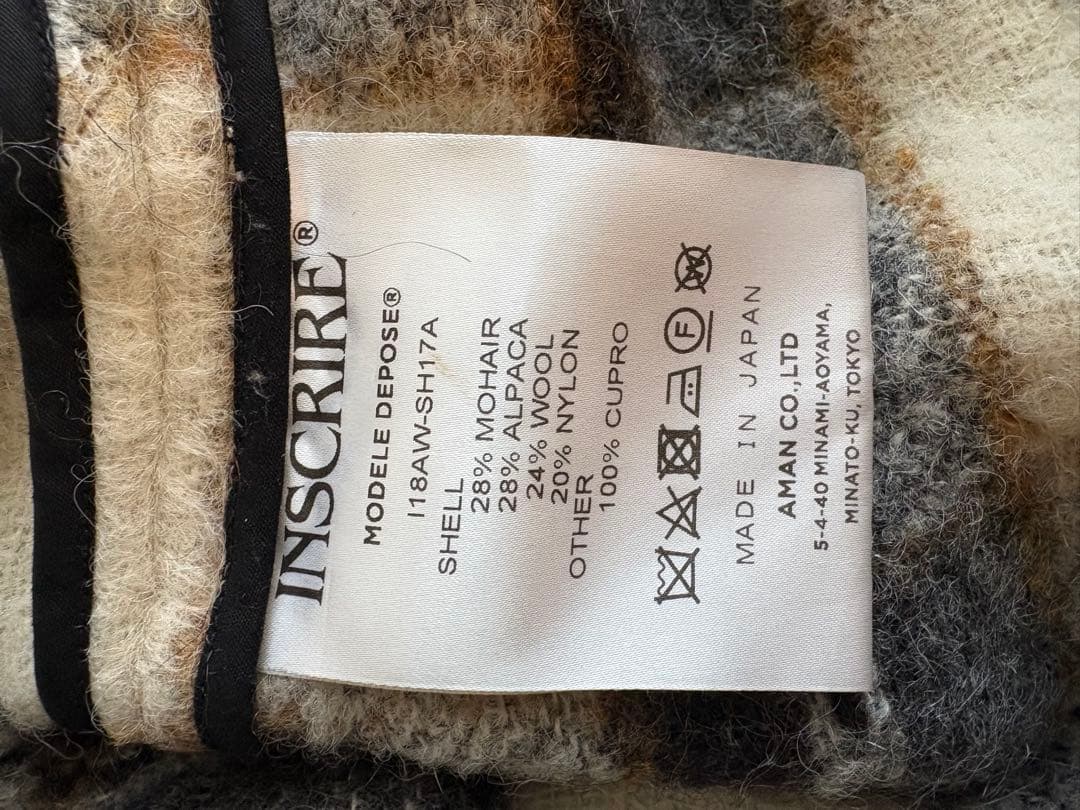 INSCRIRE®
MODELE DEPOSE®
I18AW-SH17A
SHELL
28% MOHAIR
28% ALPACA
24% WOOL
20% NYLON
OTHER
100% CUPRO
F W
MADE IN JAPAN
AMAN CO.,LTD
5-4-40 MINAMI-AOYAMA,
MINATO-KU, TOKYO